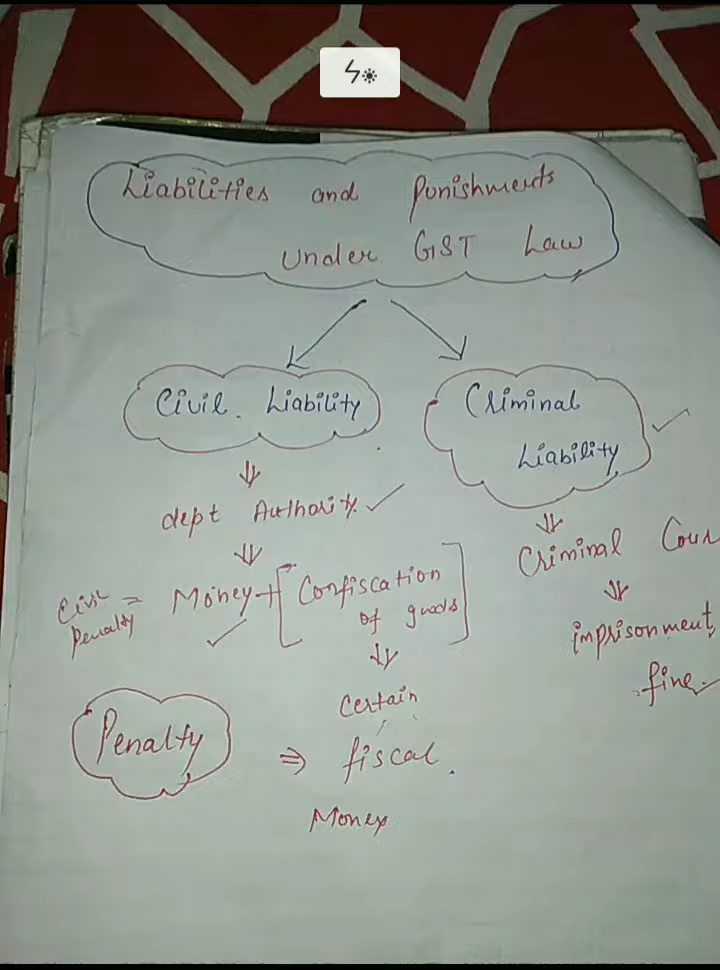 Liabilities and Punishments
under GST Law
Civil Liability
Criminal
Liability
dept Authority
Criminal Cour
Civil Penalty = Money + [Confiscation of goods]
imprisonment,
fine
Certain
Penalty ⇒ fiscal.
Money